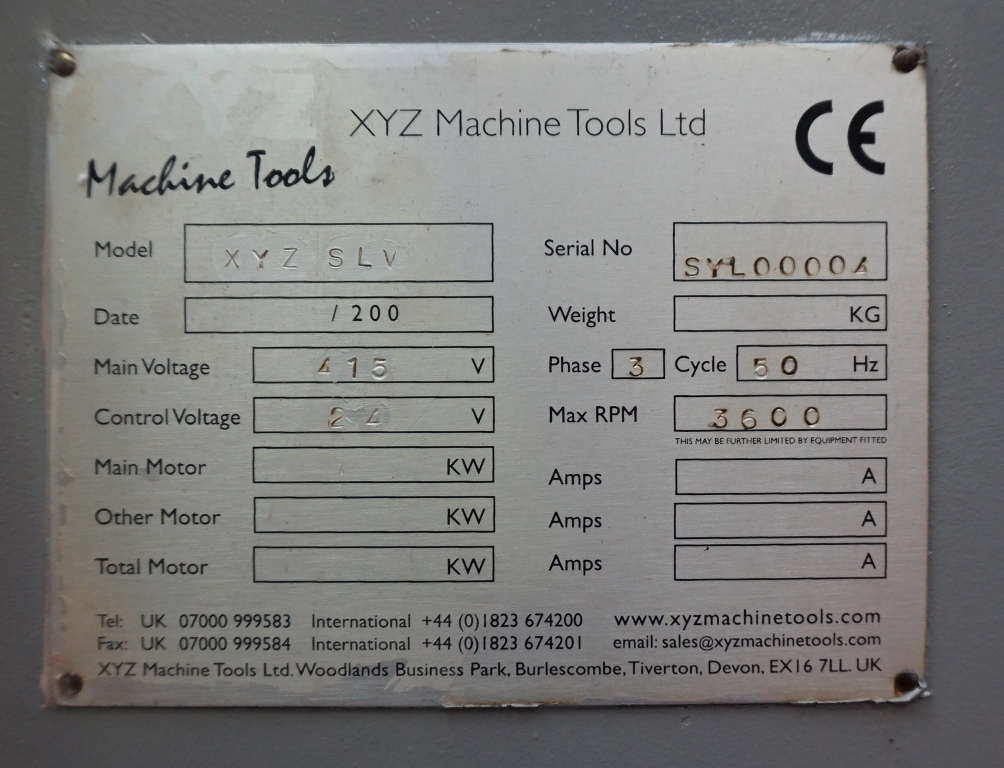 XYZ Machine Tools Ltd
CE
Machine Tools
Model XYZ SLV
Serial No SYL00004
Date /200
Weight KG
Main Voltage 415 V
Phase 3 Cycle 50 Hz
Control Voltage 24 V
Max RPM 3600
THIS MAY BE FURTHER LIMITED BY EQUIPMENT FITTED
Main Motor KW
Amps A
Other Motor KW
Amps A
Total Motor KW
Amps A
Tel: UK 07000 999583 International +44 (0)1823 674200 www.xyzmachinetools.com
Fax: UK 07000 999584 International +44 (0)1823 674201 email: sales@xyzmachinetools.com
XYZ Machine Tools Ltd. Woodlands Business Park, Burlescombe, Tiverton, Devon, EX16 7LL. UK